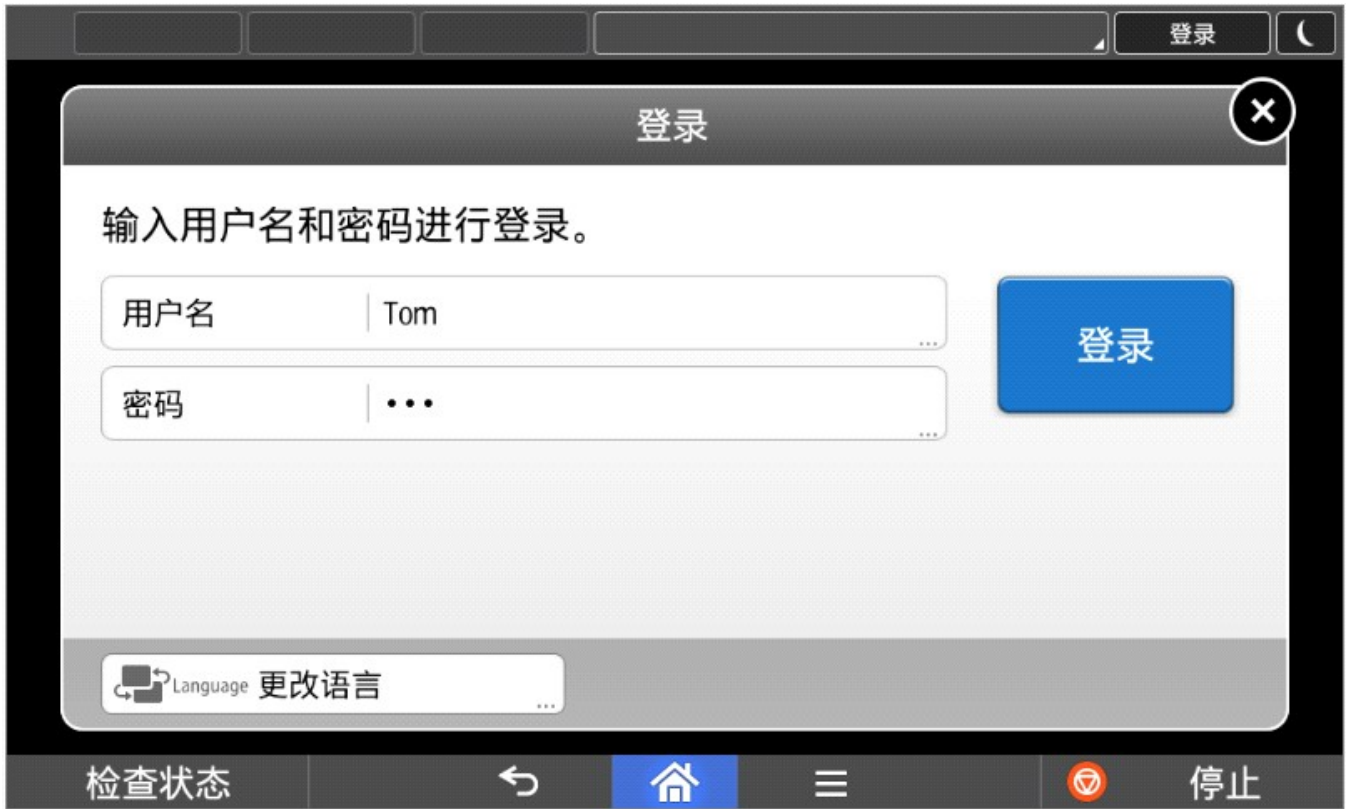 登录
登录
输入用户名和密码进行登录。
用户名 Tom
密码 •••
登录
Language 更改语言
检查状态 停止